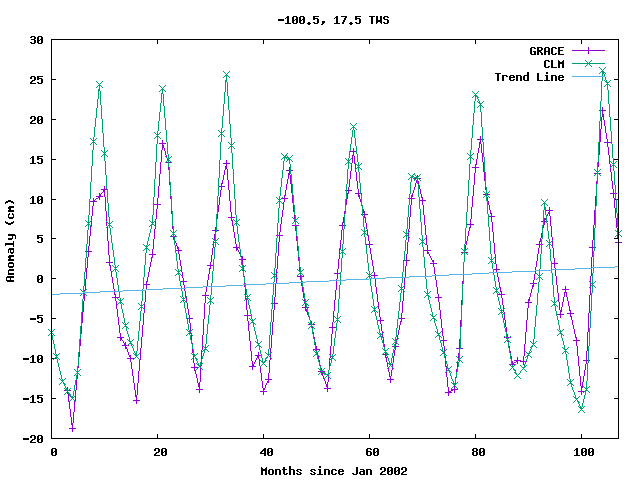 -100.5, 17.5 TWS
GRACE
CLM
Trend Line
30
25
20
15
10
5
0
-5
-10
-15
-20
Anomaly (cm)
0 20 40 60 80 100
Months since Jan 2002